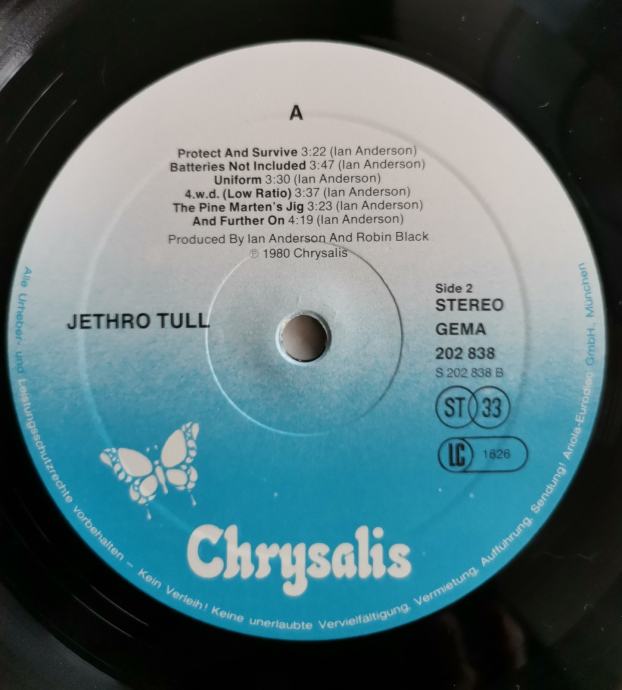 A
Protect And Survive 3:22 (Ian Anderson)
Batteries Not Included 3:47 (Ian Anderson)
Uniform 3:30 (Ian Anderson)
4.w.d. (Low Ratio) 3:37 (Ian Anderson)
The Pine Marten's Jig 3:23 (Ian Anderson)
And Further On 4:19 (Ian Anderson)
Produced By Ian Anderson And Robin Black
℗ 1980 Chrysalis
JETHRO TULL
Side 2
STEREO
GEMA
202 838
S 202 838 B
ST 33
LC 1626
Chrysalis
Alle Urheber- und Leistungsschutzrechte vorbehalten – Kein Verleih! Keine unerlaubte Vervielfältigung, Vermietung, Aufführung, Sendung! Ariola-Eurodisc GmbH., München